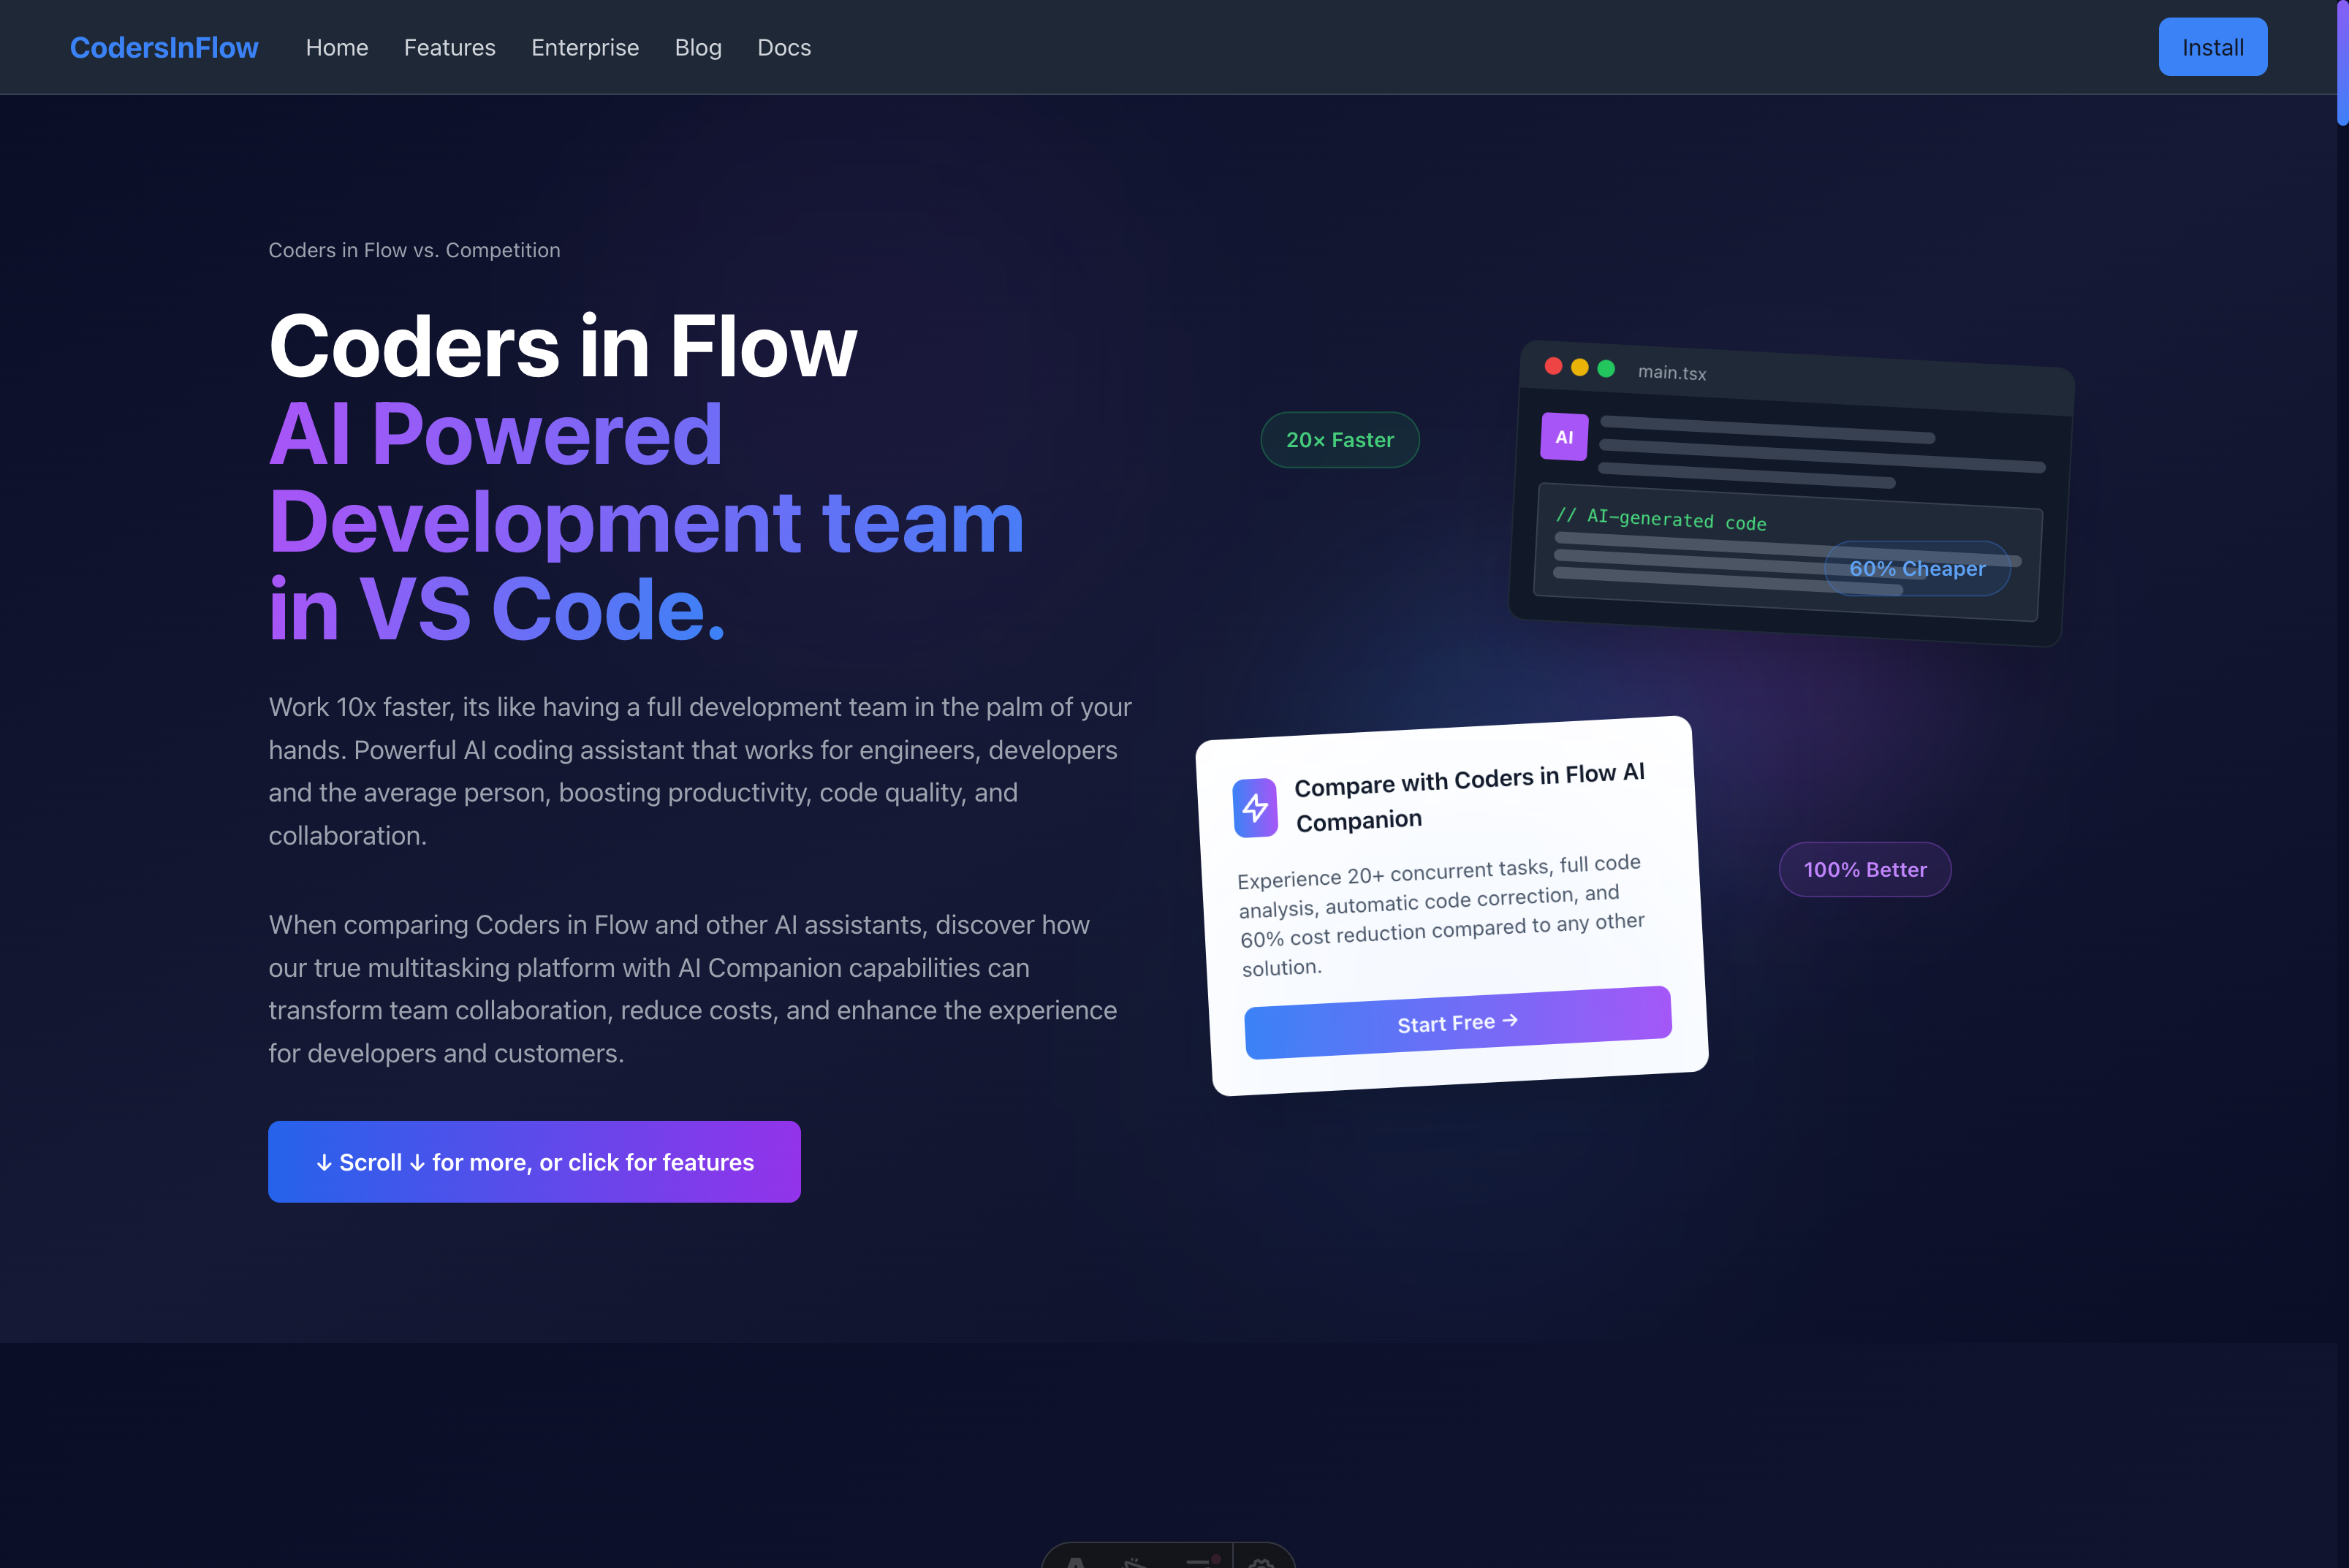 CodersInFlow
Home
Features
Enterprise
Blog
Docs
Install
Coders in Flow vs. Competition
Coders in Flow
AI Powered
Development team
in VS Code.
Work 10x faster, its like having a full development team in the palm of your
hands. Powerful AI coding assistant that works for engineers, developers
and the average person, boosting productivity, code quality, and
collaboration.
When comparing Coders in Flow and other AI assistants, discover how
our true multitasking platform with AI Companion capabilities can
transform team collaboration, reduce costs, and enhance the experience
for developers and customers.
↓ Scroll ↓ for more, or click for features
20× Faster
main.tsx
AI
// AI-generated code
60% Cheaper
Compare with Coders in Flow AI
Companion
Experience 20+ concurrent tasks, full code
analysis, automatic code correction, and
60% cost reduction compared to any other
solution.
Start Free →
100% Better